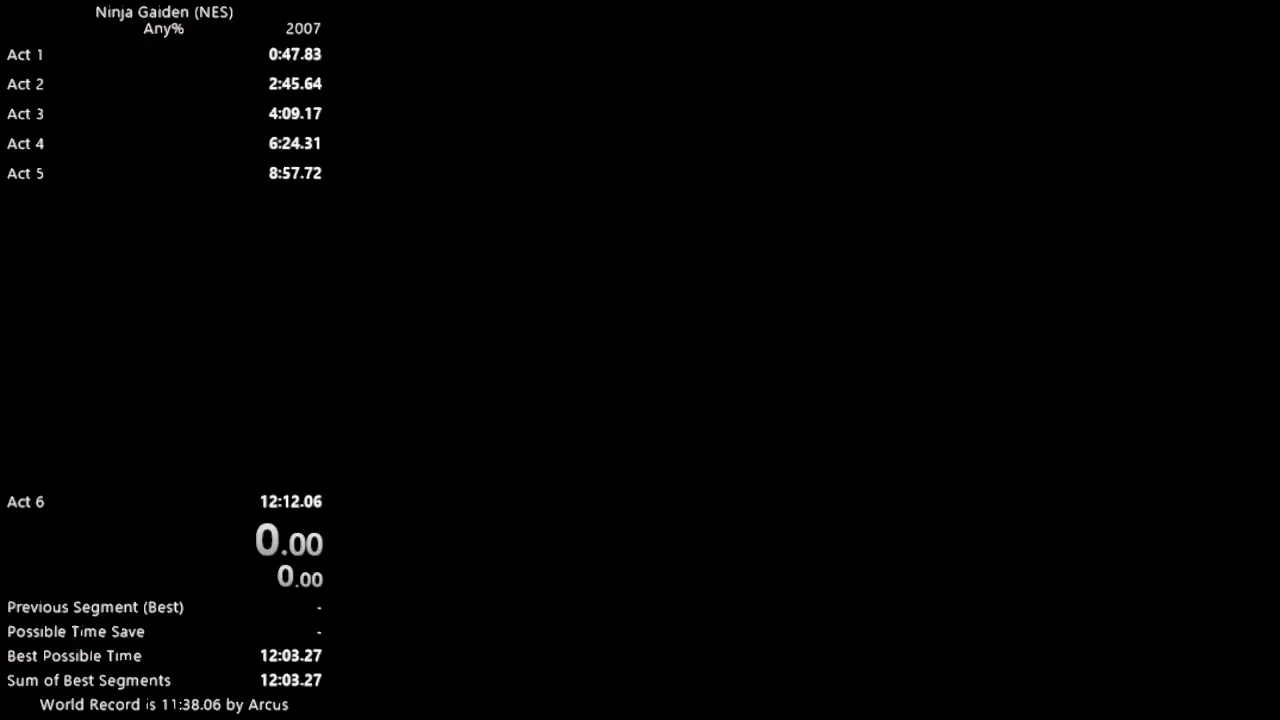 Ninja Gaiden (NES)
Any% 2007
Act 1 0:47.83
Act 2 2:45.64
Act 3 4:09.17
Act 4 6:24.31
Act 5 8:57.72
Act 6 12:12.06
0.00
0.00
Previous Segment (Best) -
Possible Time Save -
Best Possible Time 12:03.27
Sum of Best Segments 12:03.27
World Record is 11:38.06 by Arcus